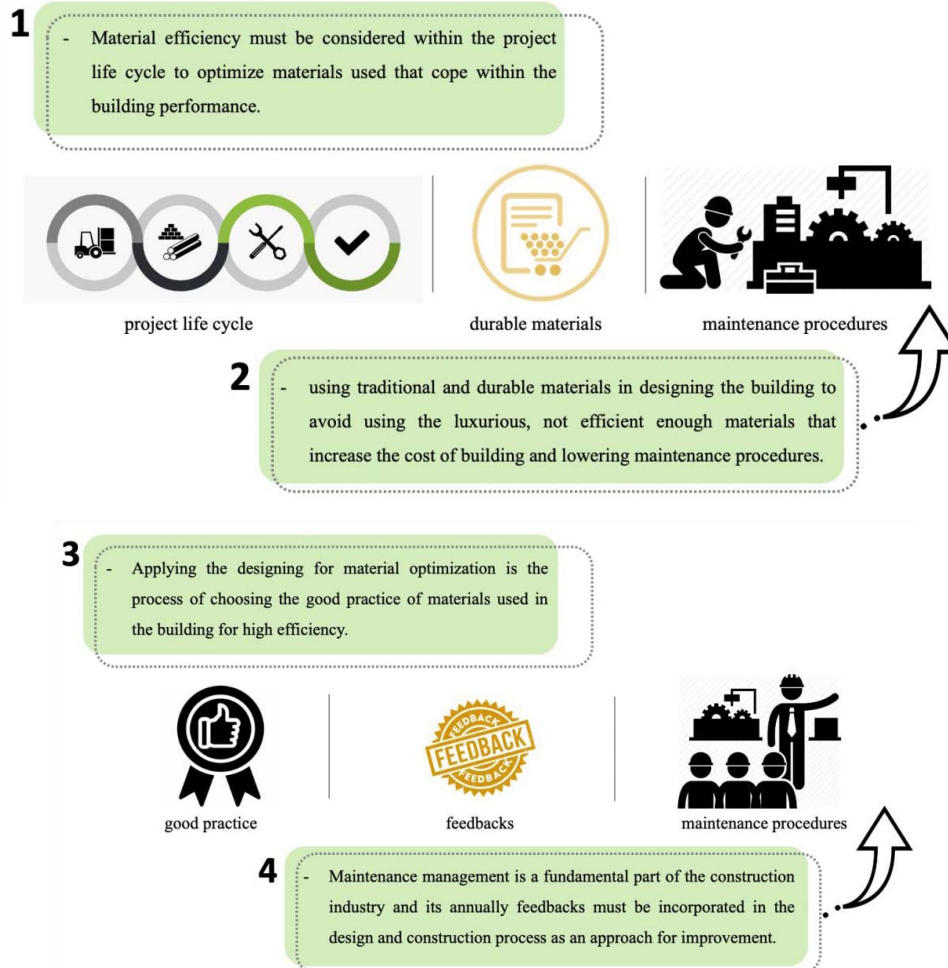 1
- Material efficiency must be considered within the project
life cycle to optimize materials used that cope within the
building performance.
project life cycle
durable materials
maintenance procedures
2
- using traditional and durable materials in designing the building to
avoid using the luxurious, not efficient enough materials that
increase the cost of building and lowering maintenance procedures.
3
- Applying the designing for material optimization is the
process of choosing the good practice of materials used in
the building for high efficiency.
FEEDBACK
FEEDBACK
FEEDBACK
good practice
feedbacks
maintenance procedures
4
- Maintenance management is a fundamental part of the construction
industry and its annually feedbacks must be incorporated in the
design and construction process as an approach for improvement.